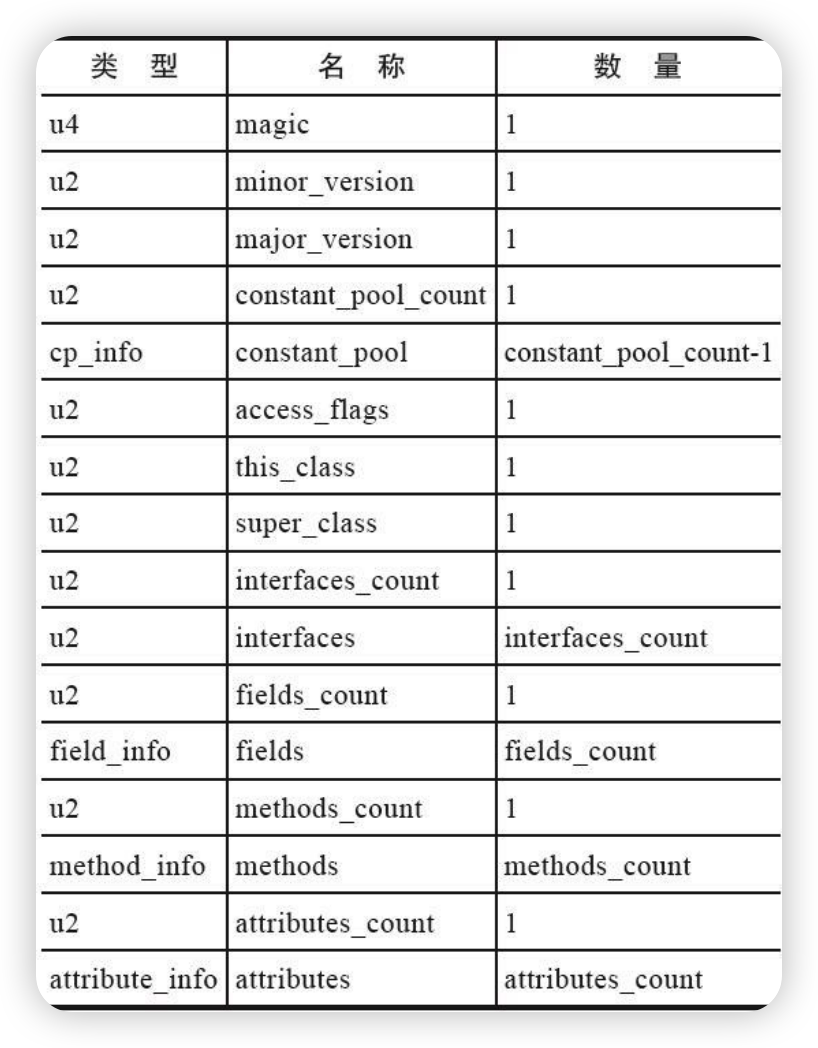 类 型 名 称 数 量
u4 magic 1
u2 minor_version 1
u2 major_version 1
u2 constant_pool_count 1
cp_info constant_pool constant_pool_count-1
u2 access_flags 1
u2 this_class 1
u2 super_class 1
u2 interfaces_count 1
u2 interfaces interfaces_count
u2 fields_count 1
field_info fields fields_count
u2 methods_count 1
method_info methods methods_count
u2 attributes_count 1
attribute_info attributes attributes_count